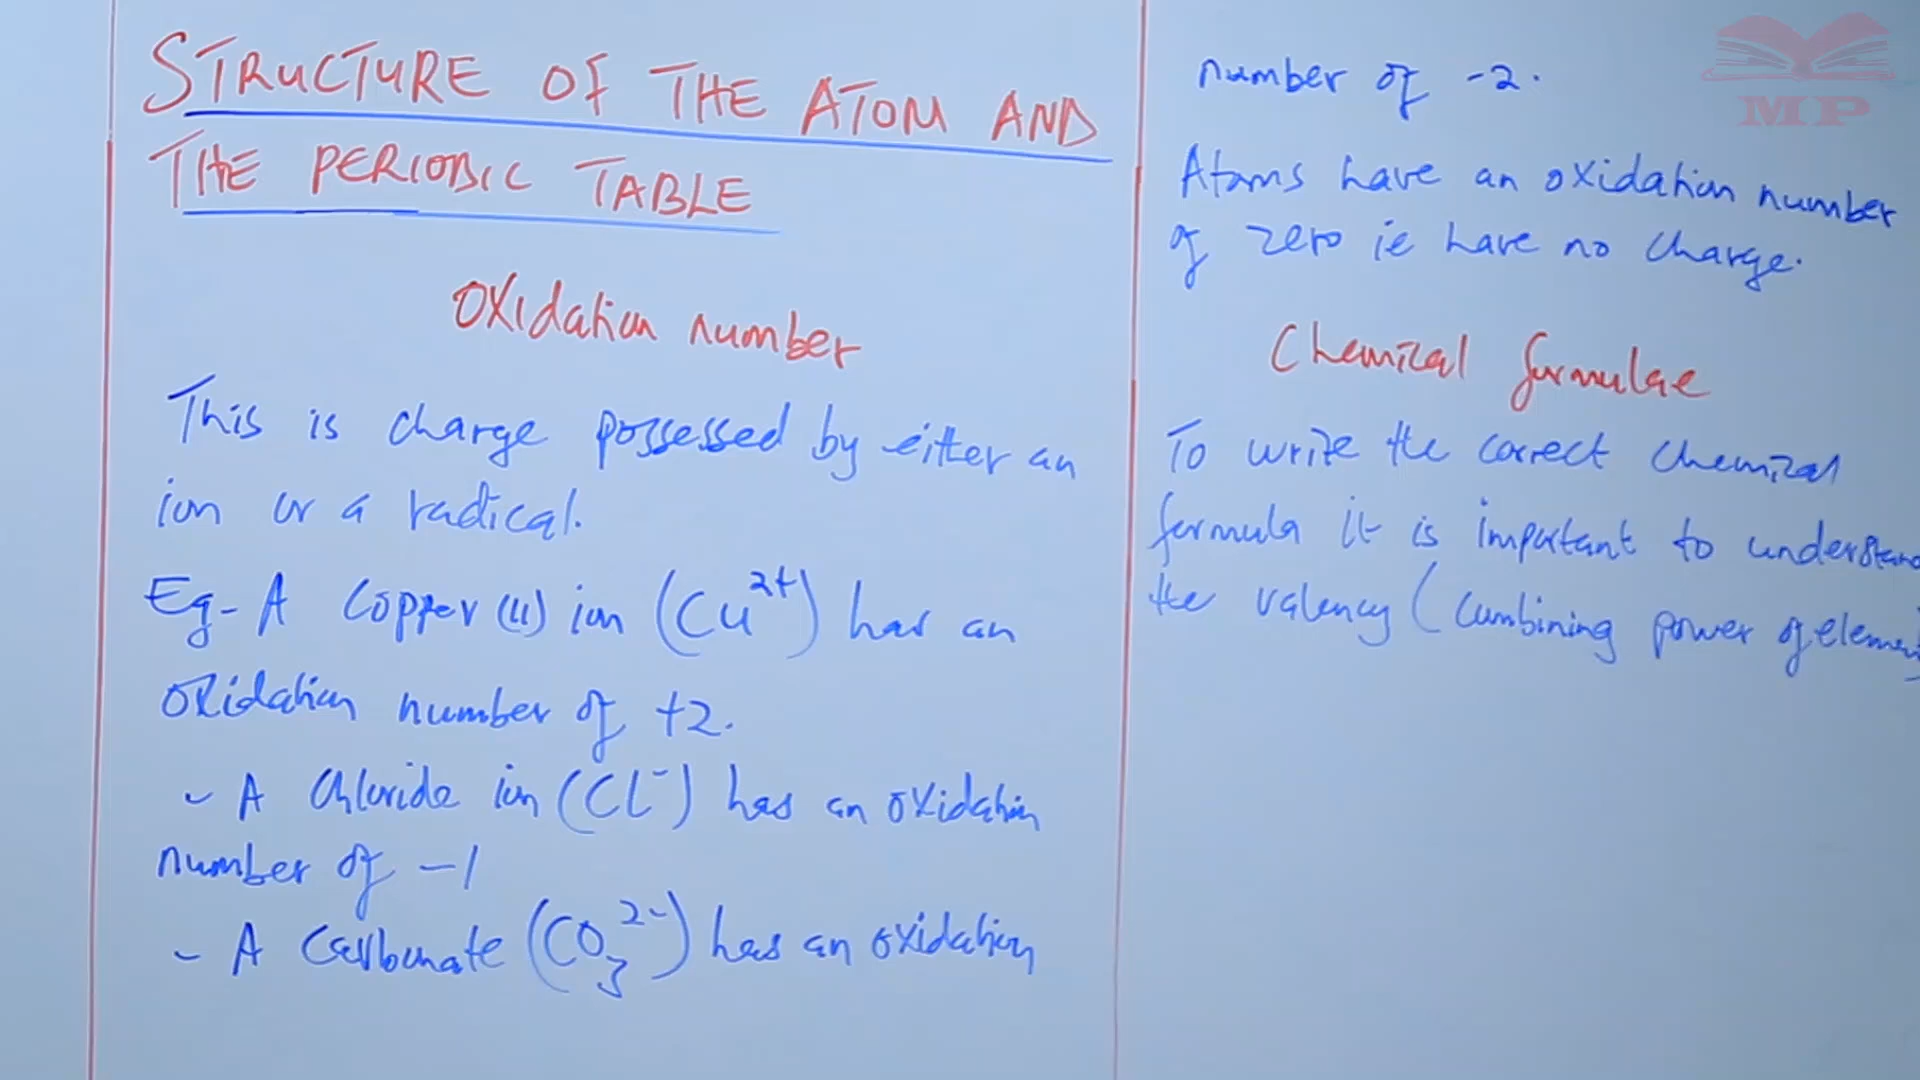 STRUCTURE OF THE ATOM AND
THE PERIODIC TABLE
Oxidation number
This is charge possessed by either an
ion or a radical.
Eg- A Copper (II) ion (Cu²⁺) has an
oxidation number of +2.
- A Chloride ion (Cl⁻) has an oxidation
number of -1
- A Carbonate (CO₃²⁻) has an oxidation
number of -2.
Atoms have an oxidation number
of zero ie have no charge.
Chemical formulae
To write the correct chemical
formula it is important to understand
the valency (Combining power of
MP